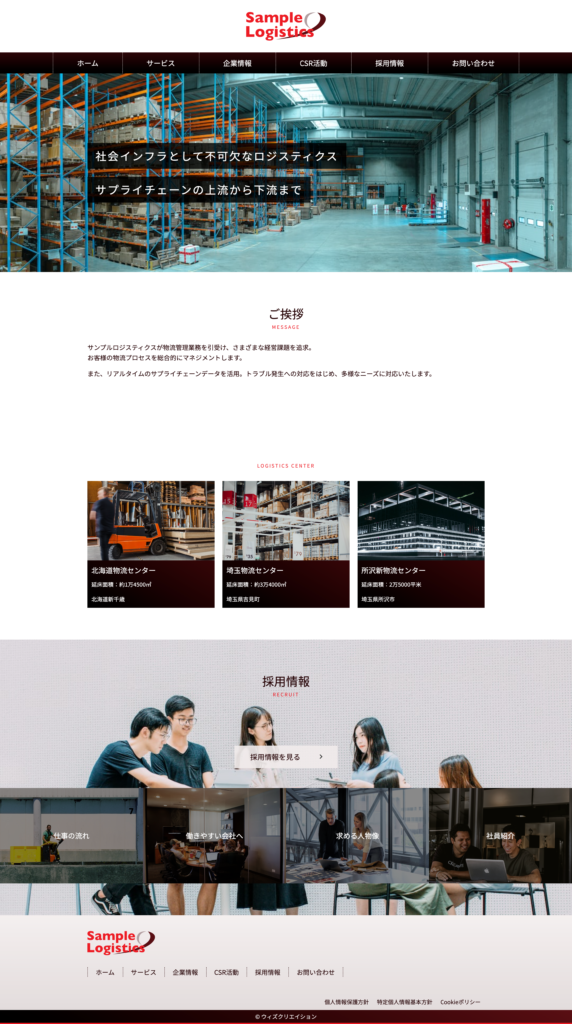 Sample
Logistics
ホーム
サービス
企業情報
CSR活動
採用情報
お問い合わせ
社会インフラとして不可欠なロジスティクス
サプライチェーンの上流から下流まで
ご挨拶
MESSAGE
サンプルロジスティクスが物流管理業務を引受け、さまざまな経営課題を追求。
お客様の物流プロセスを総合的にマネジメントします。
また、リアルタイムのサプライチェーンデータを活用。トラブル発生への対応をはじめ、多様なニーズに対応いたします。
LOGISTICS CENTER
北海道物流センター
延床面積：約1万4500㎡
北海道新千歳
埼玉物流センター
延床面積：約3万4000㎡
埼玉県吉見町
所沢新物流センター
延床面積：2万5000平米
埼玉県所沢市
採用情報
RECRUIT
採用情報を見る
仕事の流れ
働きやすい会社へ
求める人物像
社員紹介
Sample
Logistics
ホーム
サービス
企業情報
CSR活動
採用情報
お問い合わせ
個人情報保護方針
特定個人情報基本方針
Cookieポリシー
© ウィズクリエイション